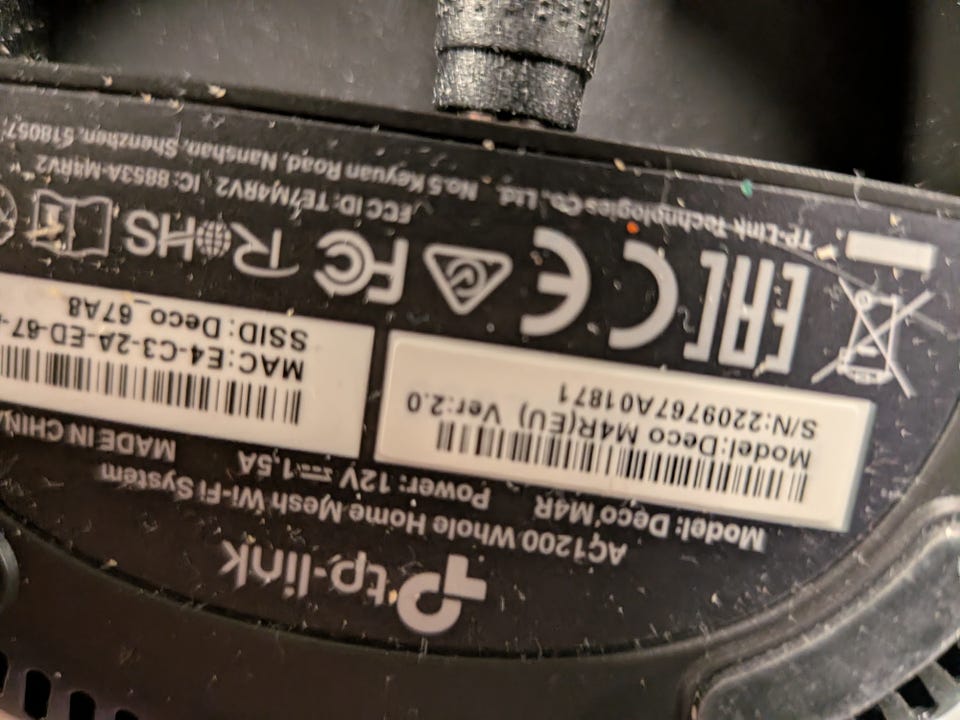 tp-link
AC1200 Whole Home Mesh Wi-Fi System
Model: Deco M4R Power: 12V ⎓ 1.5A MADE IN CHINA
Model:Deco M4R(EU) Ver:2.0
S/N:2209767A01871
MAC:E4-C3-2A-ED-67-
SSID:Deco_67A8
EAC CE FC RoHS
FCC ID: TE7M4RV2 IC: 8853A-M4RV2
TP-Link Technologies Co., Ltd. No.5 Keyuan Road, Nanshan, Shenzhen, 518057